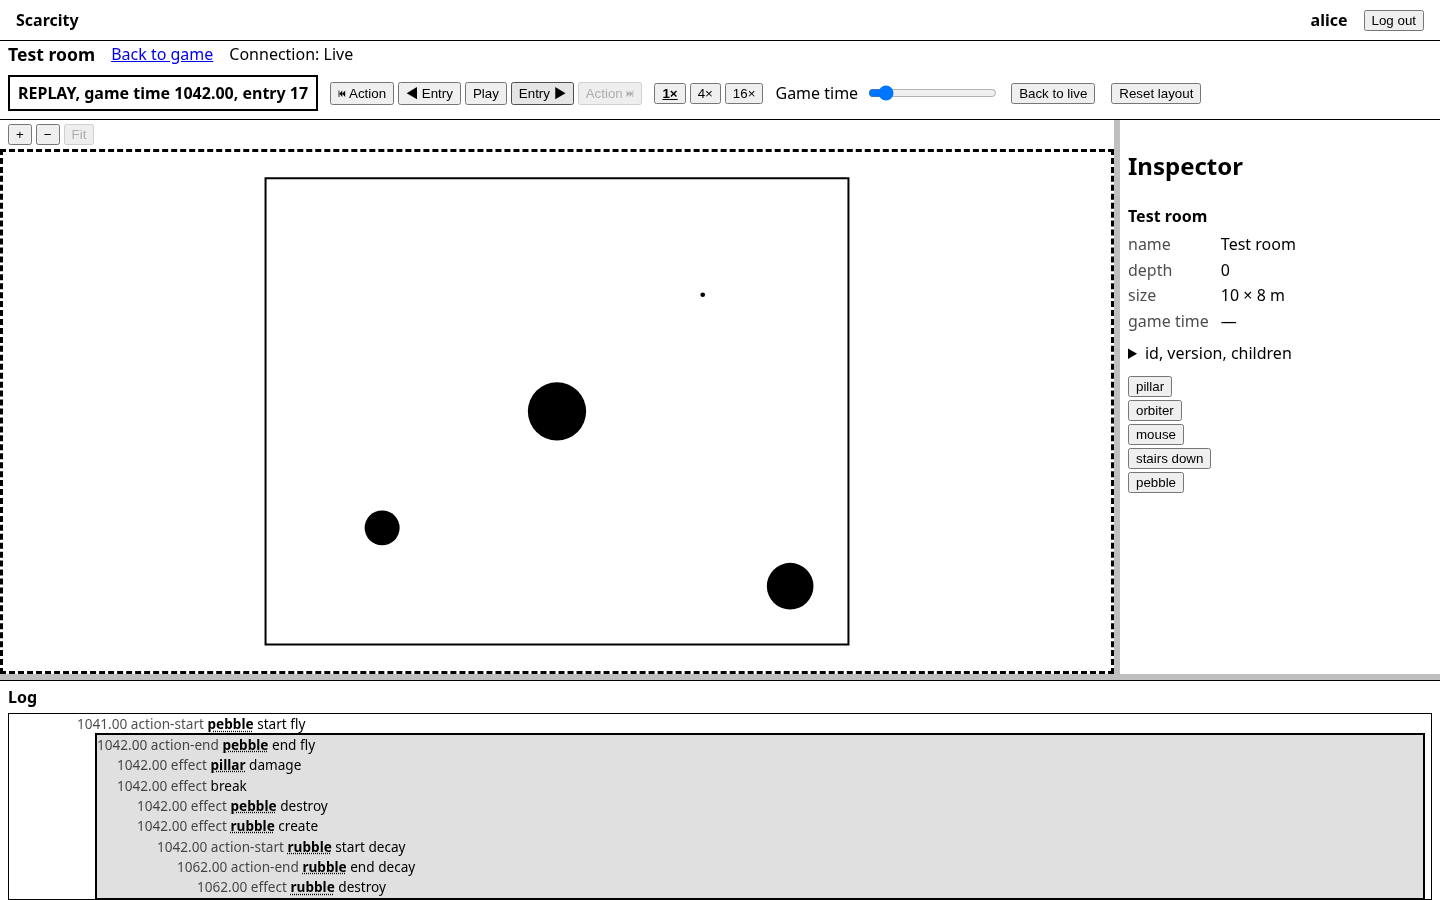 Scarcity alice Log out
Test room Back to game Connection: Live
REPLAY, game time 1042.00, entry 17 ⏮ Action ◀ Entry Play Entry ▶ Action ⏭ 1× 4× 16× Game time Back to live Reset layout
+ − Fit
Inspector
Test room
name Test room
depth 0
size 10 × 8 m
game time —
▶ id, version, children
pillar
orbiter
mouse
stairs down
pebble
Log
1041.00 action-start pebble start fly
1042.00 action-end pebble end fly
1042.00 effect pillar damage
1042.00 effect break
1042.00 effect pebble destroy
1042.00 effect rubble create
1042.00 action-start rubble start decay
1062.00 action-end rubble end decay
1062.00 effect rubble destroy